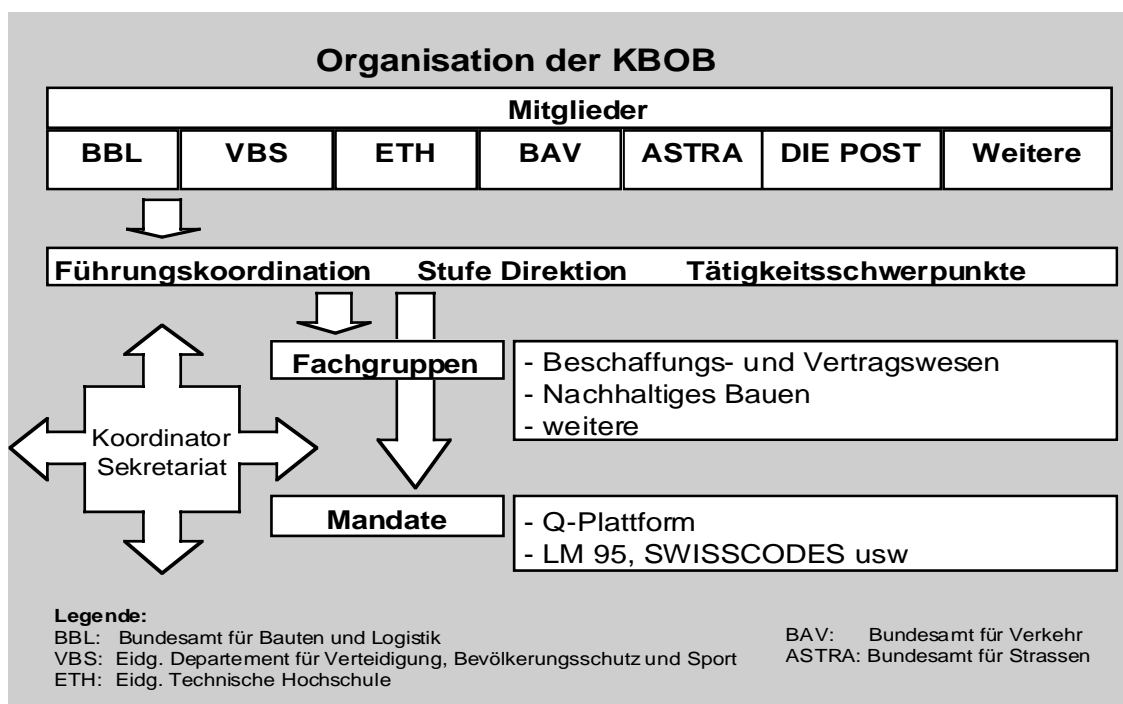 Organisation der KBOB
Mitglieder
BBL VBS ETH BAV ASTRA DIE POST Weitere
Führungskoordination Stufe Direktion Tätigkeitsschwerpunkte
Fachgruppen
- Beschaffungs- und Vertragswesen
- Nachhaltiges Bauen
- weitere
Koordinator
Sekretariat
Mandate
- Q-Plattform
- LM 95, SWISSCODES usw
Legende:
BBL: Bundesamt für Bauten und Logistik
VBS: Eidg. Departement für Verteidigung, Bevölkerungsschutz und Sport
ETH: Eidg. Technische Hochschule
BAV: Bundesamt für Verkehr
ASTRA: Bundesamt für Strassen